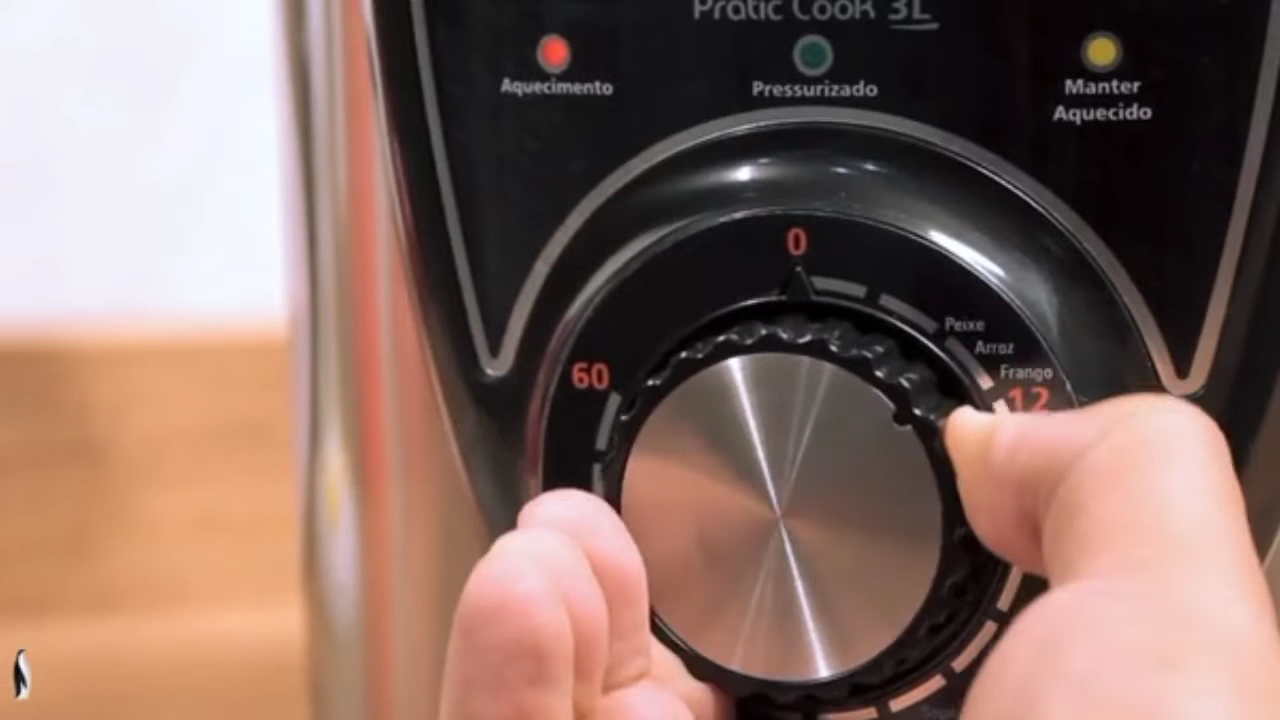 Pratic Cook 3L
Aquecimento
Pressurizado
Manter
Aquecido
0
Peixe
Arroz
Frango
12
60